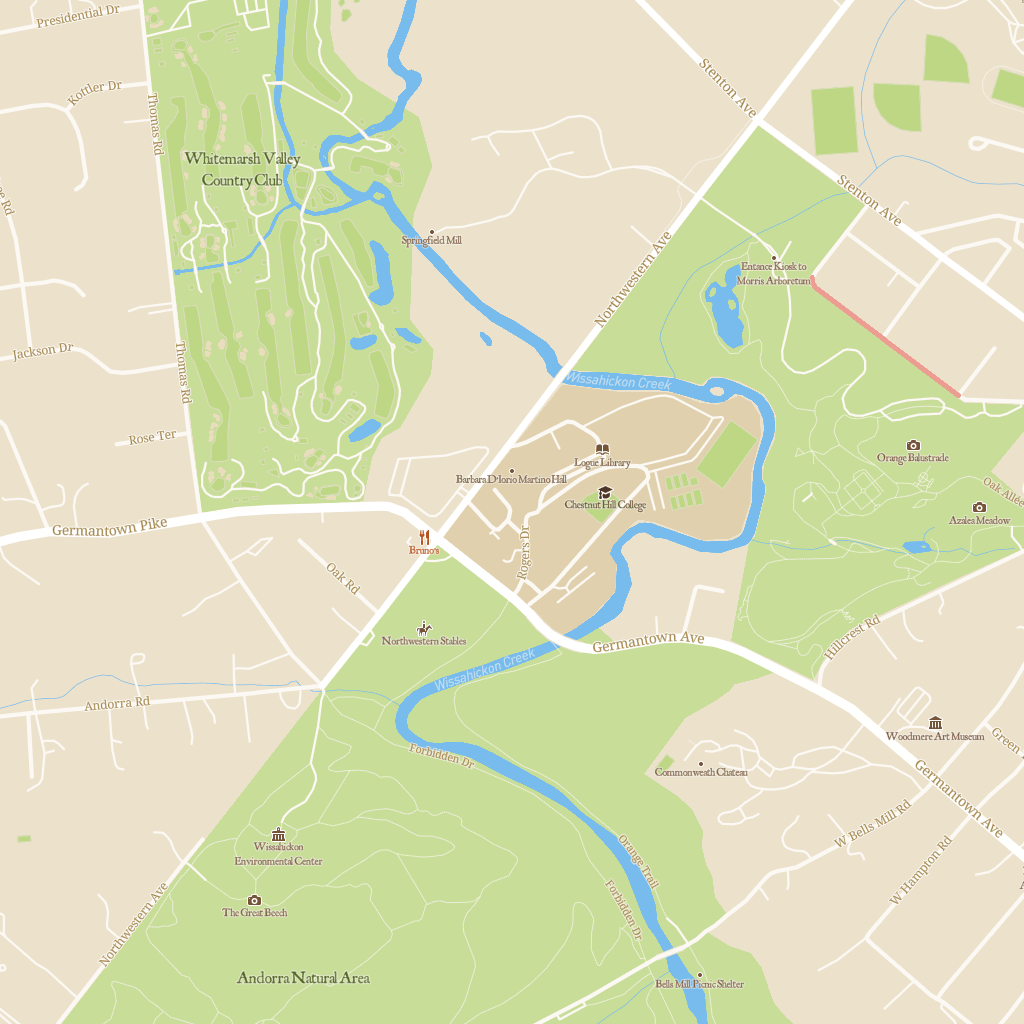 Presidential Dr
Kottler Dr
Thomas Rd
Whitemarsh Valley
Country Club
Stenton Ave
Stenton Ave
Springfield Mill
Northwestern Ave
Entance Kiosk to
Morris Arboretum
Jackson Dr
Thomas Rd
Wissahickon Creek
Rose Ter
Logue Library
Orange Balustrade
Barbara D'Iorio Martino Hall
Chestnut Hill College
Oak Allée
Azalea Meadow
Germantown Pike
Bruno's
Rogers Dr
Oak Rd
Northwestern Stables
Germantown Ave
Hillcrest Rd
Wissahickon Creek
Andorra Rd
Woodmere Art Museum
Green
Forbidden Dr
Commonweath Chateau
Germantown Ave
W Bells Mill Rd
Wissahickon
Environmental Center
Orange Trail
W Hampton Rd
The Great Beech
Forbidden Dr
Northwestern Ave
Andorra Natural Area
Bells Mill Picnic Shelter